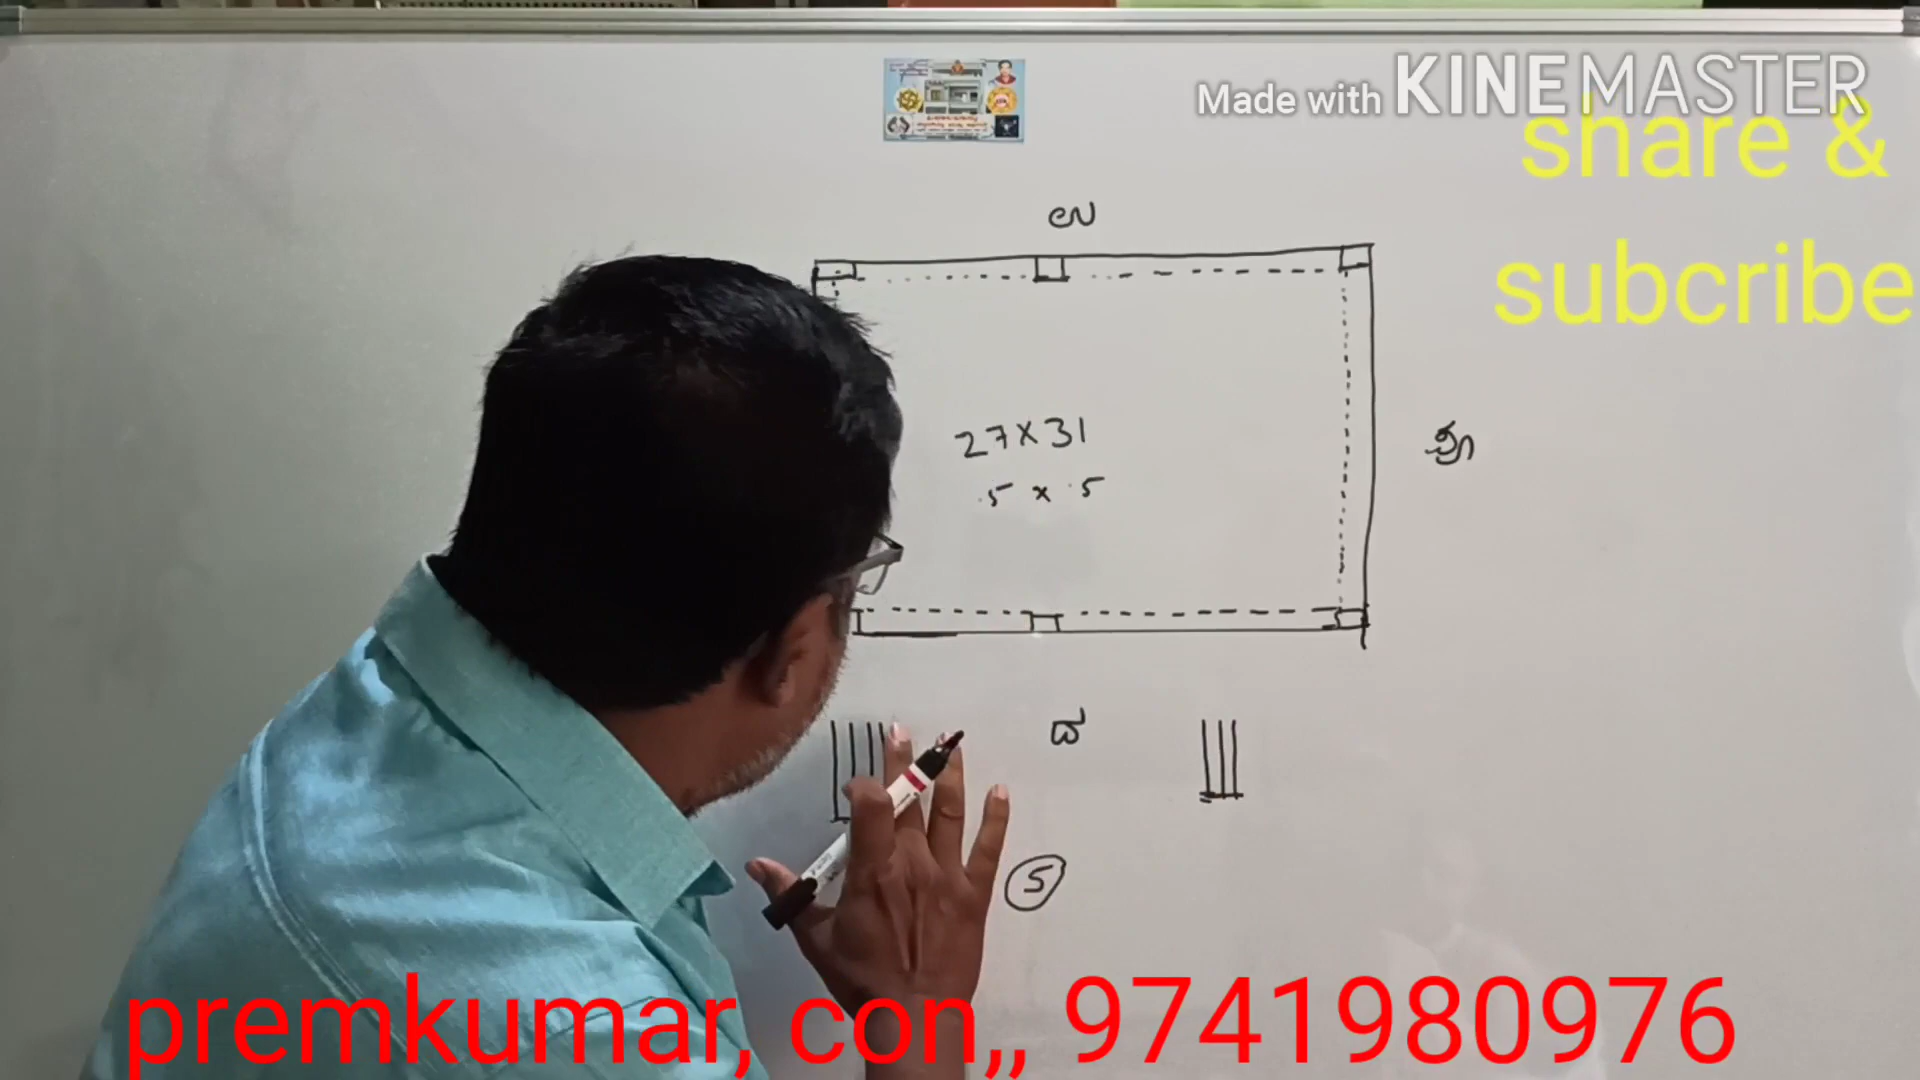 Made with KINEMASTER
share &
subcribe
ಉ
27x31
ಪೂ
.5 x .5
ದ
5
premkumar, con,, 9741980976